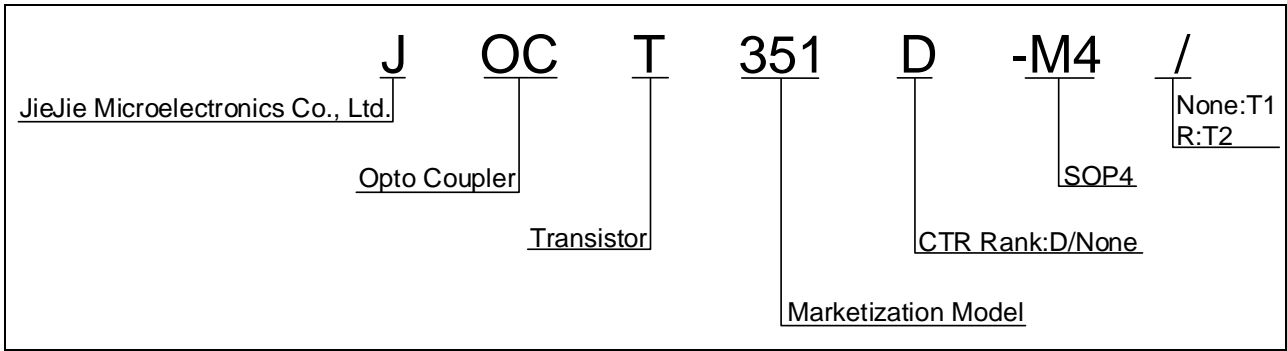 J OC T 351 D -M4 /
JieJie Microelectronics Co., Ltd.
None:T1
R:T2
Opto Coupler
SOP4
Transistor
CTR Rank:D/None
Marketization Model